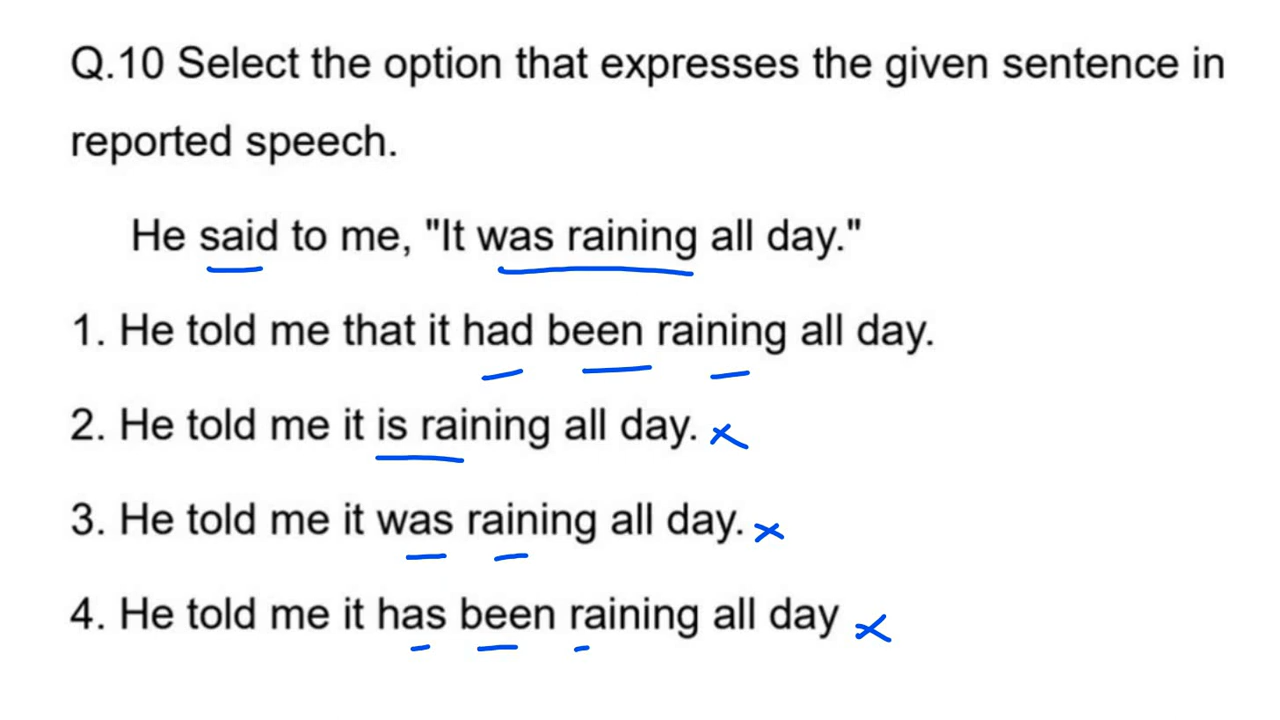 Q.10 Select the option that expresses the given sentence in
reported speech.
He said to me, "It was raining all day."
1. He told me that it had been raining all day.
2. He told me it is raining all day.
3. He told me it was raining all day.
4. He told me it has been raining all day